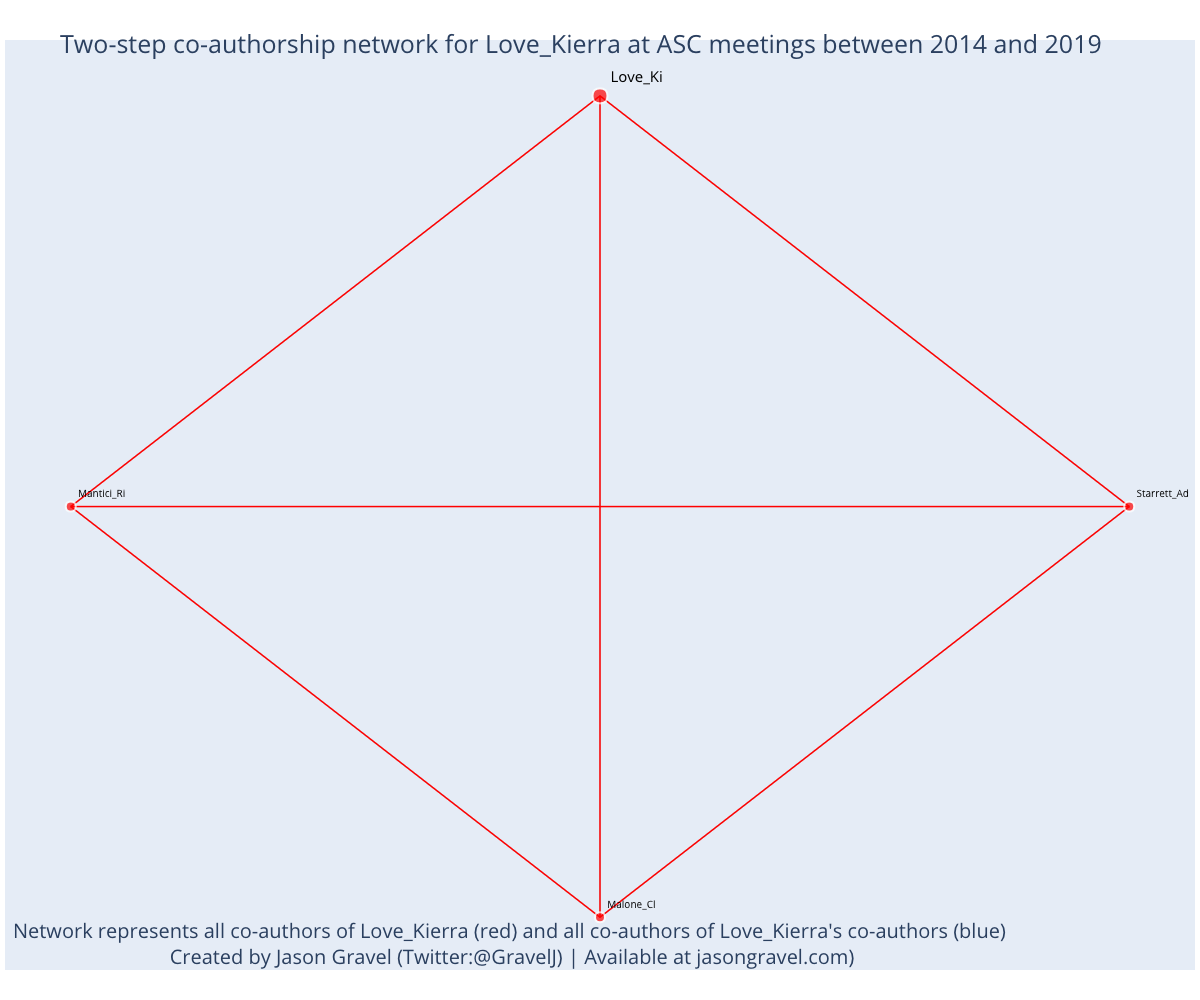 Two-step co-authorship network for Love_Kierra at ASC meetings between 2014 and 2019
Love_Ki
Mantici_Ri
Starrett_Ad
Malone_Cl
Network represents all co-authors of Love_Kierra (red) and all co-authors of Love_Kierra's co-authors (blue)
Created by Jason Gravel (Twitter:@GravelJ) | Available at jasongravel.com)